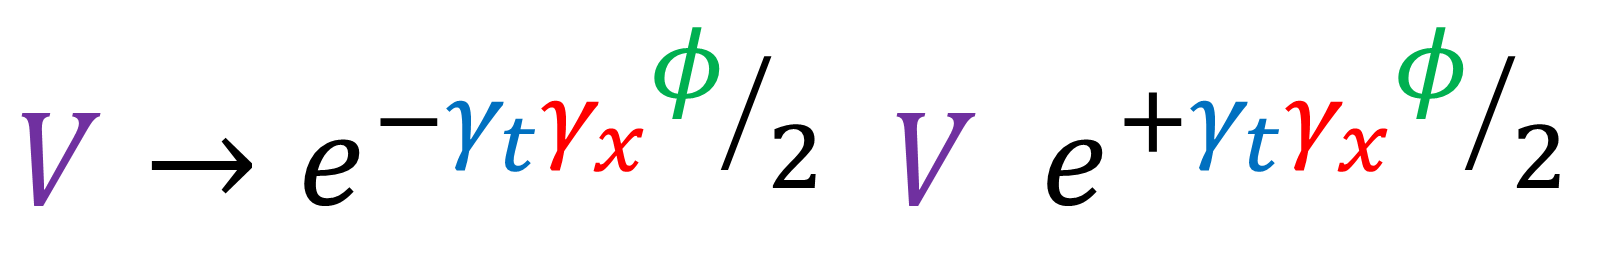 V → e^{−γ_t γ_x ϕ/2} V e^{+γ_t γ_x ϕ/2}